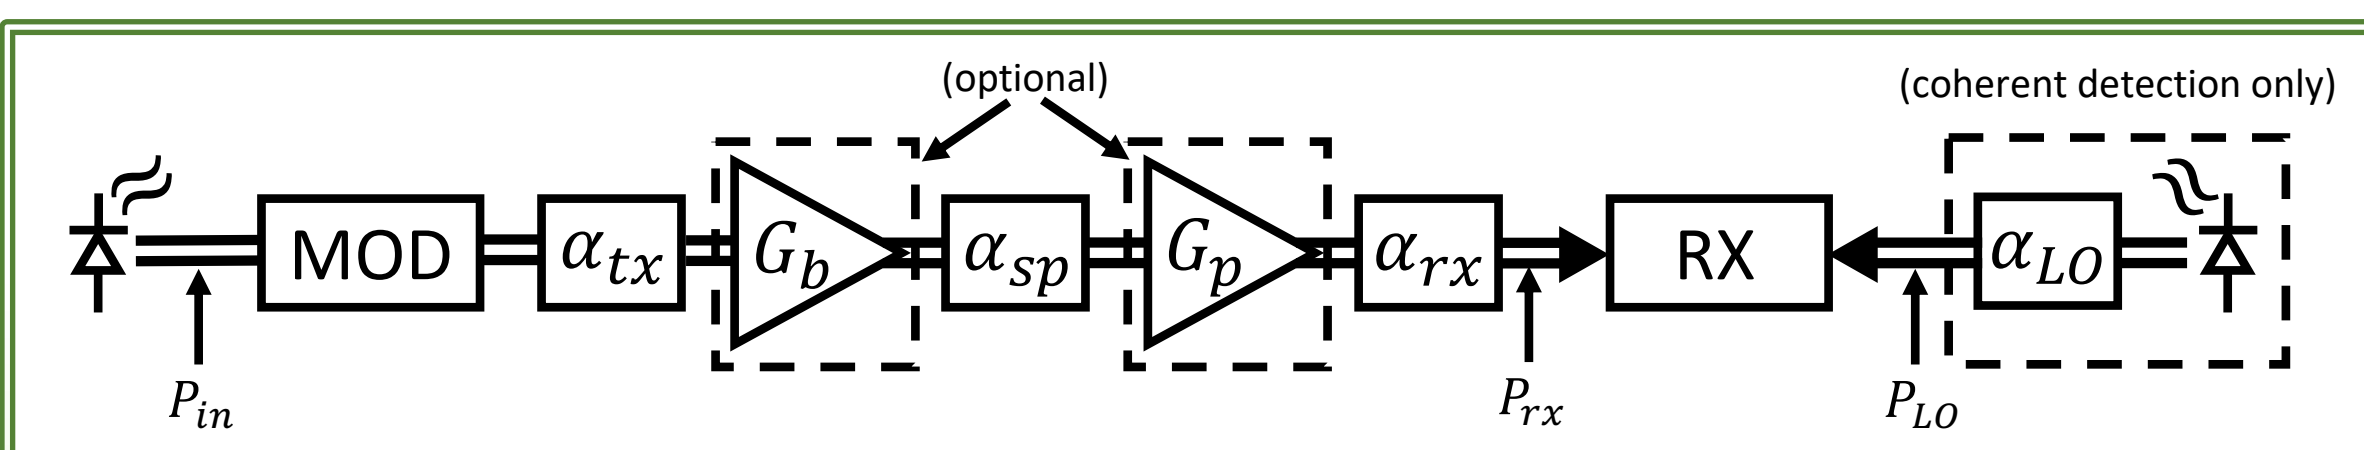 (optional)
(coherent detection only)
MOD
α_tx
G_b
α_sp
G_p
α_rx
RX
α_LO
P_in
P_rx
P_LO